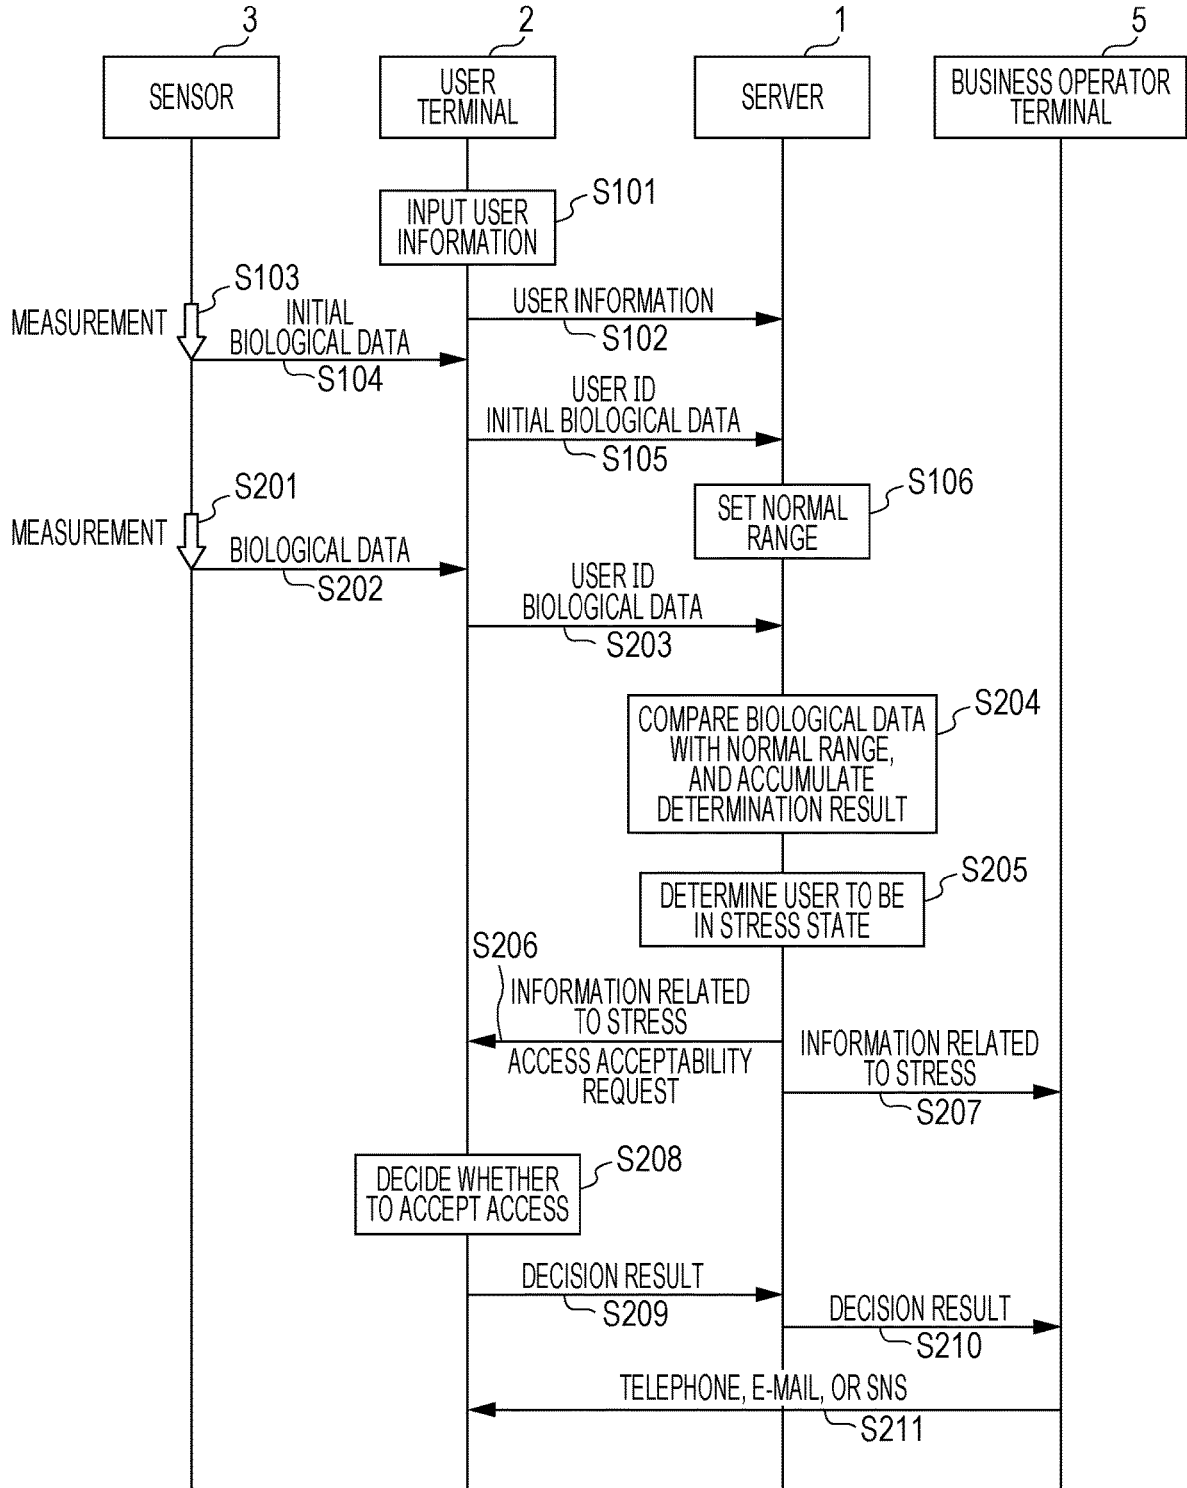 3
2
1
5
SENSOR
USER
TERMINAL
SERVER
BUSINESS OPERATOR
TERMINAL
S101
INPUT USER
INFORMATION
S103
MEASUREMENT
INITIAL
BIOLOGICAL DATA
S104
USER INFORMATION
S102
USER ID
INITIAL BIOLOGICAL DATA
S105
S106
SET NORMAL
RANGE
S201
MEASUREMENT
BIOLOGICAL DATA
S202
USER ID
BIOLOGICAL DATA
S203
S204
COMPARE BIOLOGICAL DATA
WITH NORMAL RANGE,
AND ACCUMULATE
DETERMINATION RESULT
S205
DETERMINE USER TO BE
IN STRESS STATE
S206
INFORMATION RELATED
TO STRESS
ACCESS ACCEPTABILITY
REQUEST
INFORMATION RELATED
TO STRESS
S207
S208
DECIDE WHETHER
TO ACCEPT ACCESS
DECISION RESULT
S209
DECISION RESULT
S210
TELEPHONE, E-MAIL, OR SNS
S211